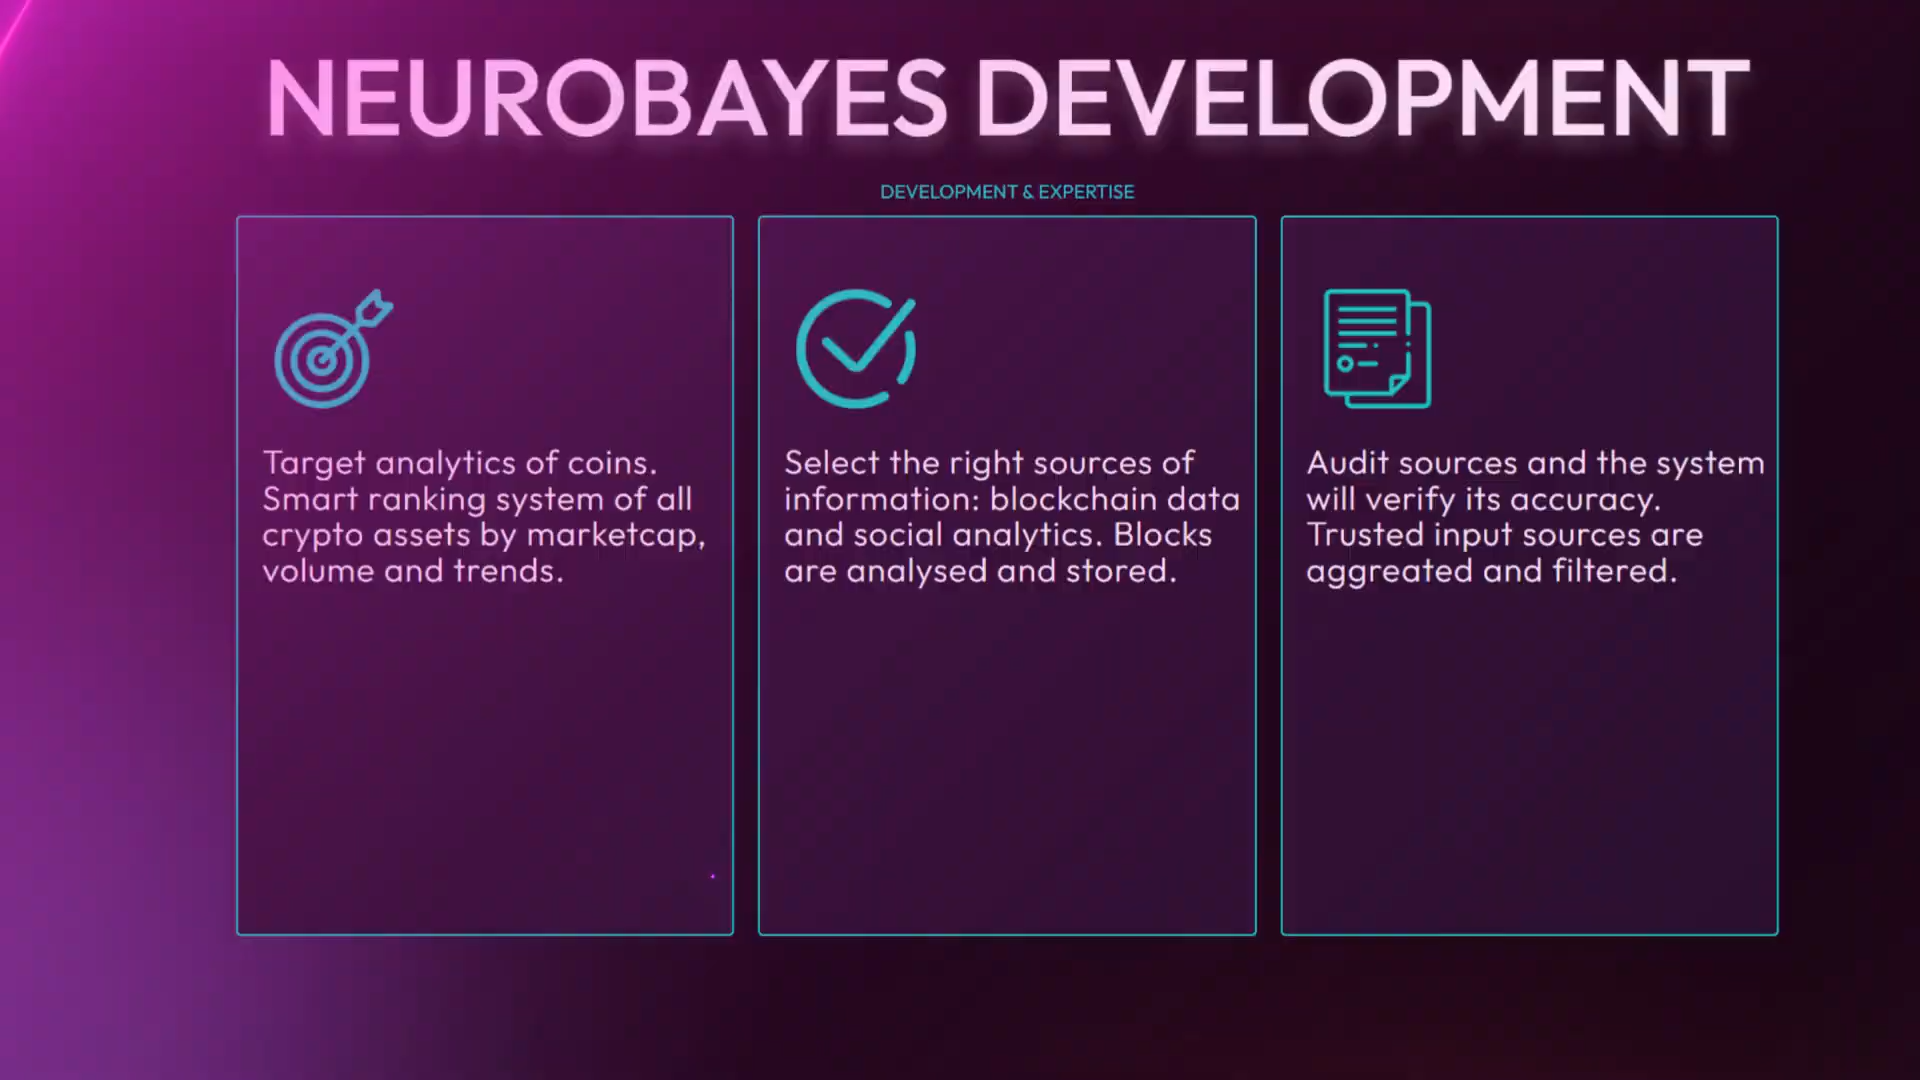 NEUROBAYES DEVELOPMENT
DEVELOPMENT & EXPERTISE
Target analytics of coins.
Smart ranking system of all
crypto assets by marketcap,
volume and trends.
Select the right sources of
information: blockchain data
and social analytics. Blocks
are analysed and stored.
Audit sources and the system
will verify its accuracy.
Trusted input sources are
aggreated and filtered.